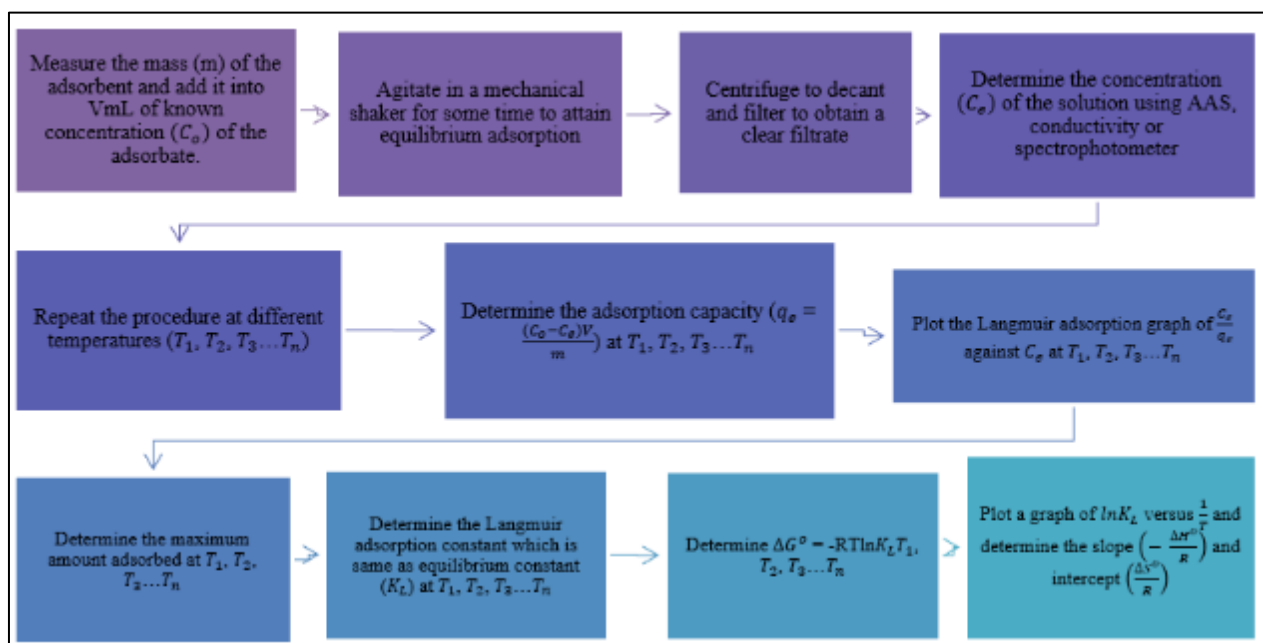 Measure the mass (m) of the
adsorbent and add it into
VmL of known
concentration (C₀) of the
adsorbate.
Agitate in a mechanical
shaker for some time to attain
equilibrium adsorption
Centrifuge to decant
and filter to obtain a
clear filtrate
Determine the concentration
(Cₑ) of the solution using AAS,
conductivity or
spectrophotometer
Repeat the procedure at different
temperatures (T₁, T₂, T₃…Tₙ)
Determine the adsorption capacity (qₑ =
(C₀−Cₑ)V/m) at T₁, T₂, T₃…Tₙ
Plot the Langmuir adsorption graph of Cₑ/qₑ
against Cₑ at T₁, T₂, T₃…Tₙ
Determine the maximum
amount adsorbed at T₁, T₂,
T₃…Tₙ
Determine the Langmuir
adsorption constant which is
same as equilibrium constant
(K_L) at T₁, T₂, T₃…Tₙ
Determine ΔG° = -RTlnK_L T₁,
T₂, T₃…Tₙ
Plot a graph of lnK_L versus 1/T and
determine the slope (−ΔH°/R) and
intercept (ΔS°/R)